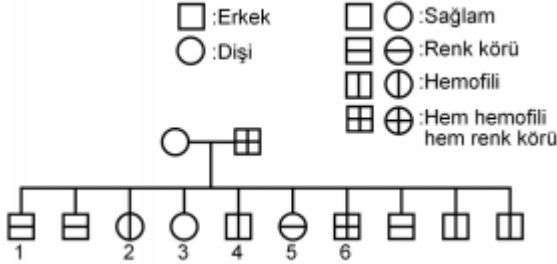 :Erkek
:Dişi
:Sağlam
:Renk körü
:Hemofili
:Hem hemofili
hem renk körü
1 2 3 4 5 6